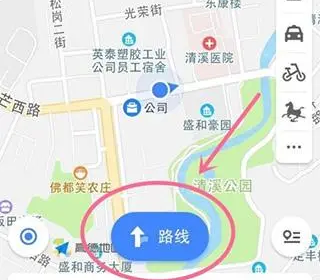 松岗二街
光荣街
东康楼
英泰塑胶工业
公司员工宿舍
清溪医院
芒西路
公司
盛和豪园
佛都笑农庄
清溪公园
路线
高德地
盛和商务大厦